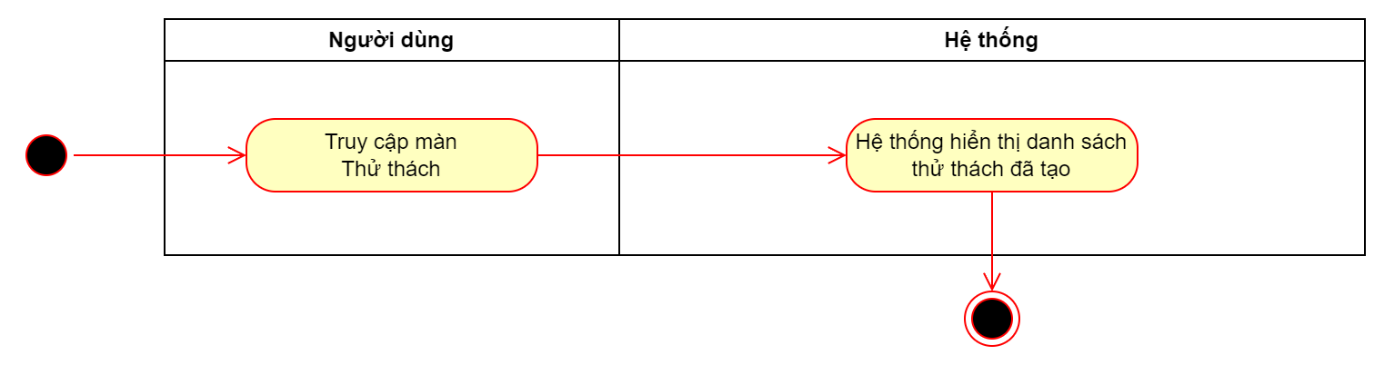 Người dùng
Hệ thống
Truy cập màn
Thử thách
Hệ thống hiển thị danh sách
thử thách đã tạo